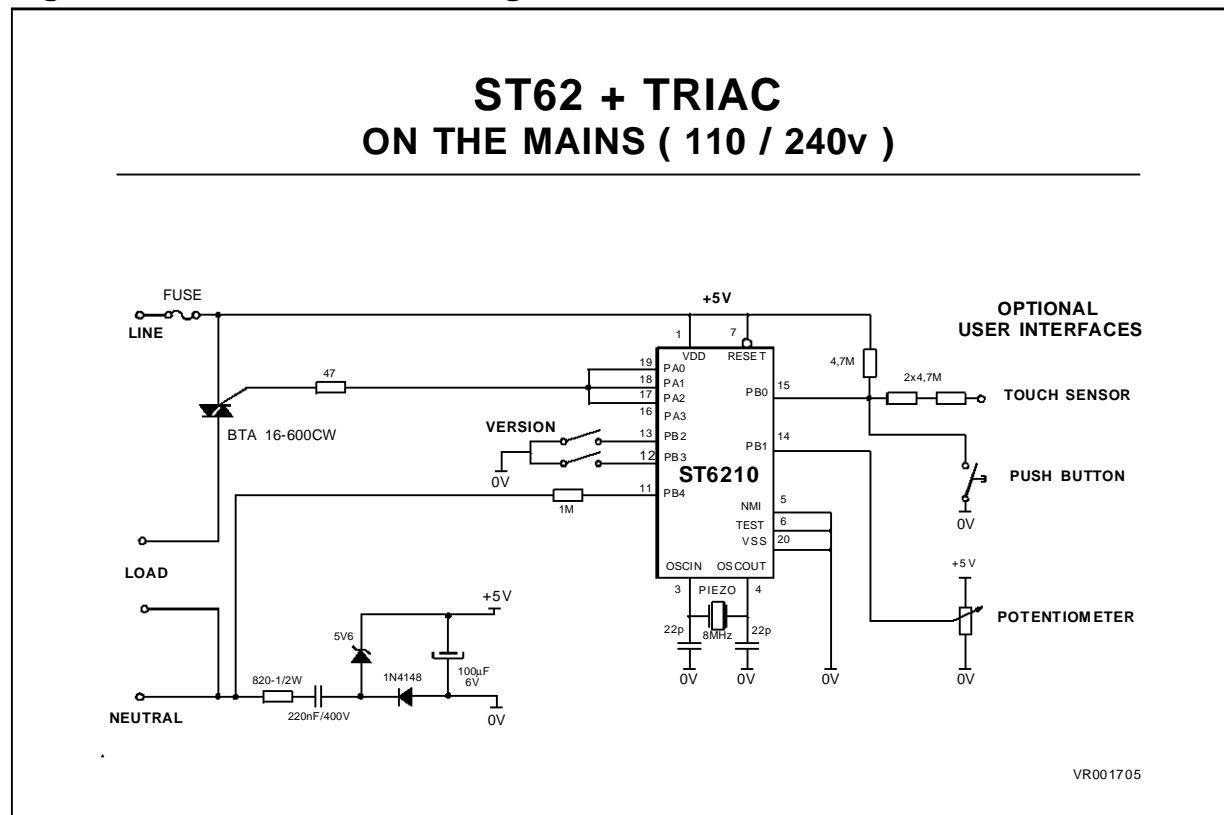 ST62 + TRIAC
ON THE MAINS ( 110 / 240v )
FUSE
LINE
+5V
OPTIONAL
USER INTERFACES
1
7
VDD
RESET
19
PA0
18
PA1
17
PA2
16
PA3
13
PB2
12
PB3
11
PB4
ST6210
PB0
15
PB1
14
NMI
5
TEST
6
VSS
20
OSCIN
OSCOUT
3
PIEZO
4
8MHz
22p
22p
0V
0V
0V
47
BTA 16-600CW
VERSION
0V
1M
4,7M
2x4,7M
TOUCH SENSOR
PUSH BUTTON
0V
+5V
POTENTIOMETER
0V
LOAD
+5V
5V6
1N4148
100µF
6V
820-1/2W
220nF/400V
0V
NEUTRAL
VR001705